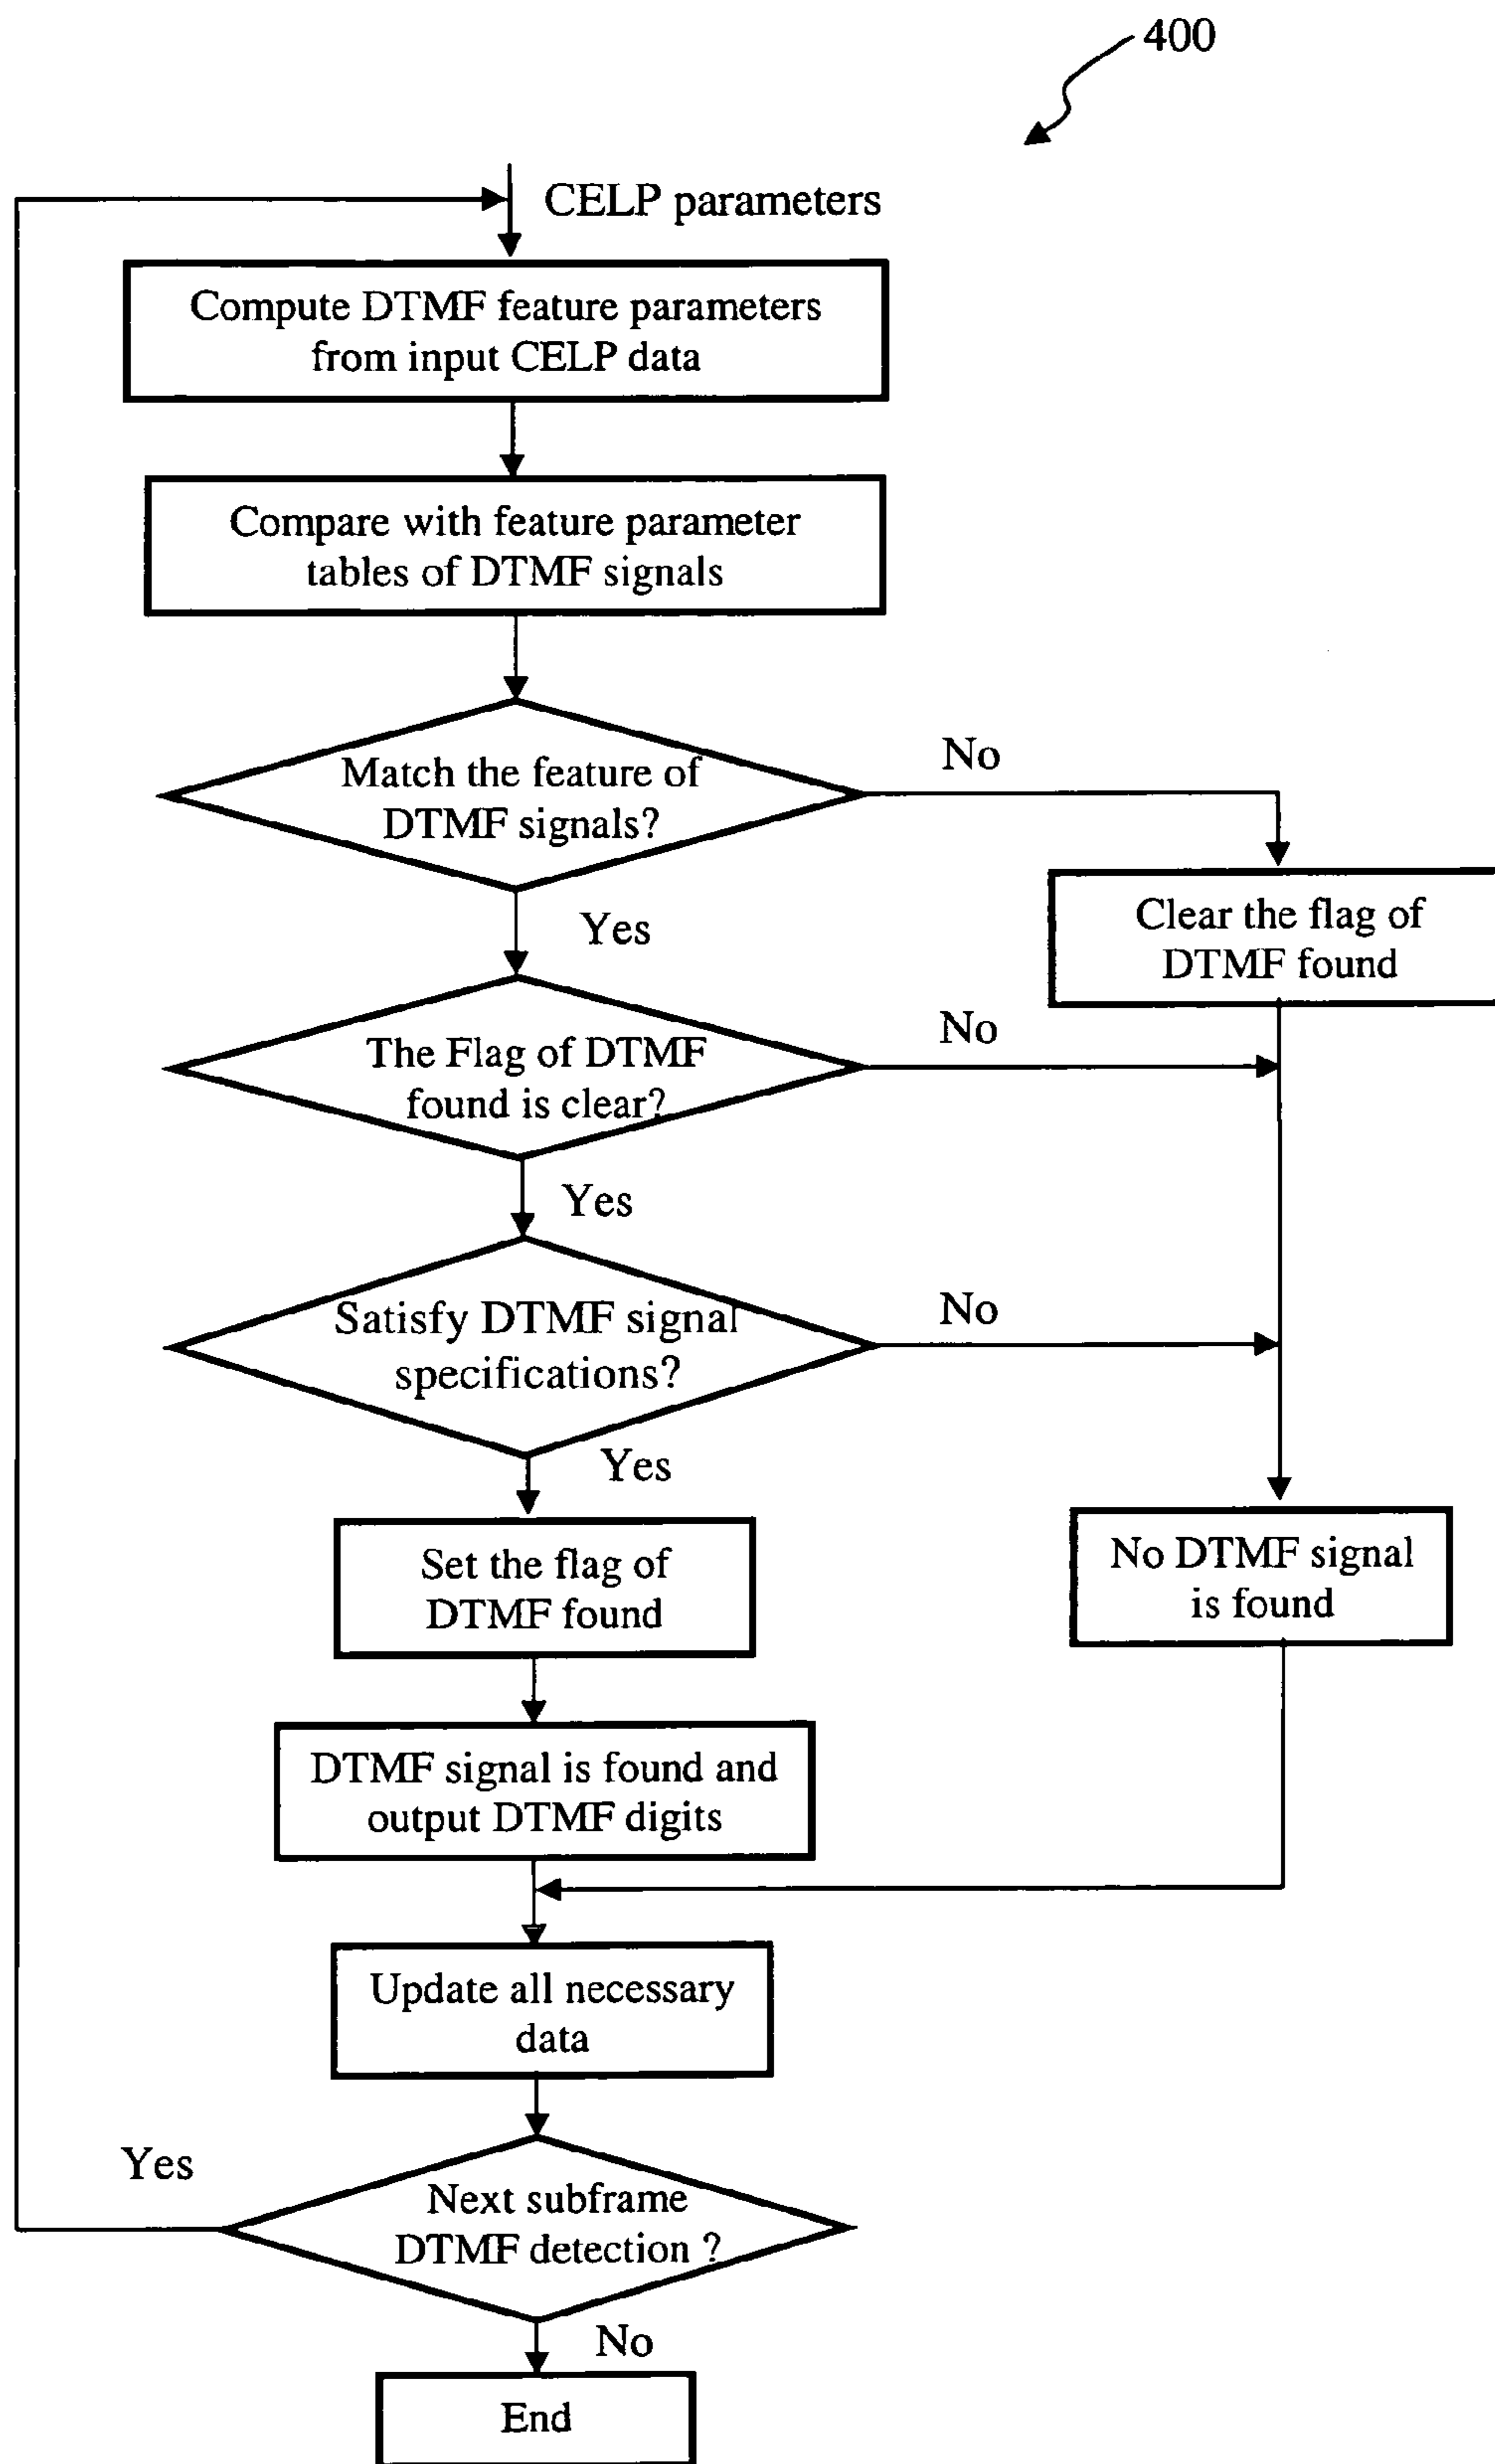 400
CELP parameters
Compute DTMF feature parameters
from input CELP data
Compare with feature parameter
tables of DTMF signals
Match the feature of
DTMF signals?
No
Yes
Clear the flag of
DTMF found
The Flag of DTMF
found is clear?
No
Yes
Satisfy DTMF signal
specifications?
No
Yes
Set the flag of
DTMF found
No DTMF signal
is found
DTMF signal is found and
output DTMF digits
Update all necessary
data
Yes
Next subframe
DTMF detection ?
No
End